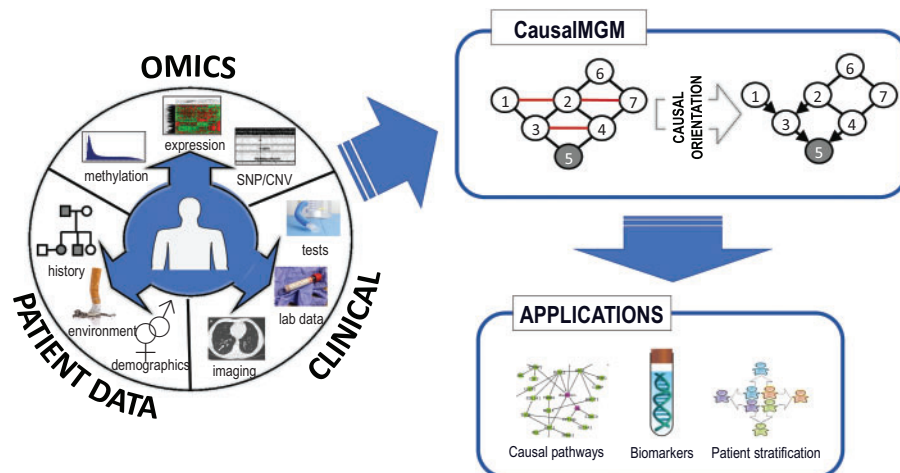 OMICS
expression
methylation
SNP/CNV
history
tests
environment
lab data
demographics
imaging
PATIENT DATA
CLINICAL
CausalMGM
6
1
2
7
3
4
5
CAUSAL
ORIENTATION
6
1
2
7
3
4
5
APPLICATIONS
Causal pathways
Biomarkers
Patient stratification